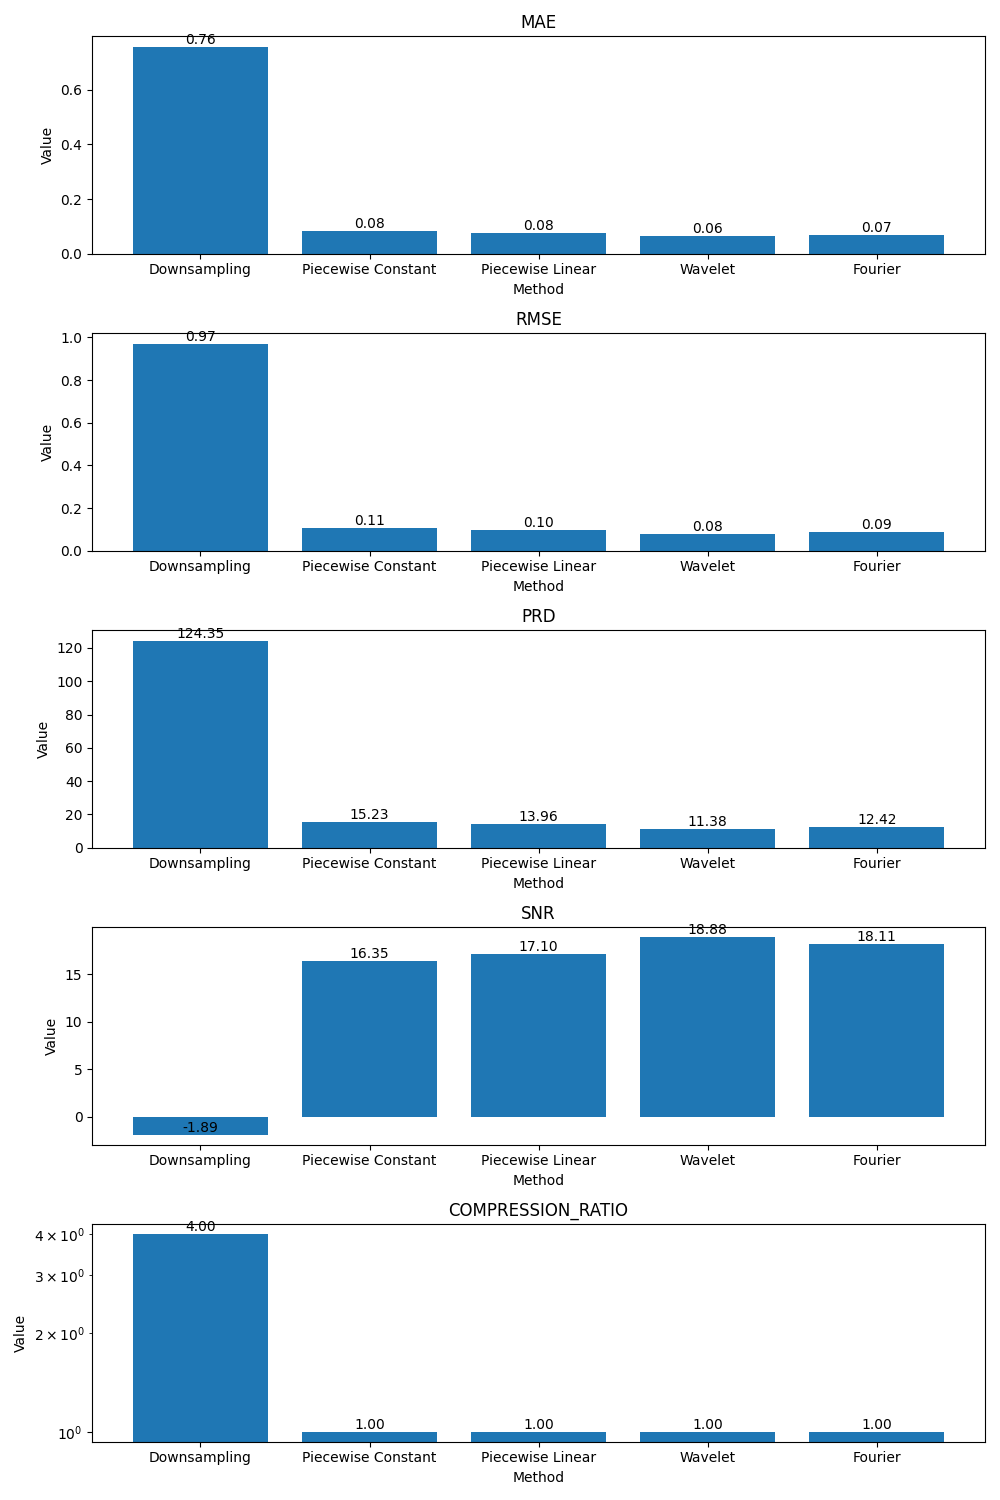 MAE
0.76
0.08
0.08
0.06
0.07
0.6
0.4
0.2
0.0
Value
Downsampling Piecewise Constant Piecewise Linear Wavelet Fourier
Method
RMSE
0.97
0.11
0.10
0.08
0.09
1.0
0.8
0.6
0.4
0.2
0.0
Value
Downsampling Piecewise Constant Piecewise Linear Wavelet Fourier
Method
PRD
124.35
15.23
13.96
11.38
12.42
120
100
80
60
40
20
0
Value
Downsampling Piecewise Constant Piecewise Linear Wavelet Fourier
Method
SNR
-1.89
16.35
17.10
18.88
18.11
15
10
5
0
Value
Downsampling Piecewise Constant Piecewise Linear Wavelet Fourier
Method
COMPRESSION_RATIO
4.00
1.00
1.00
1.00
1.00
4 × 10⁰
3 × 10⁰
2 × 10⁰
10⁰
Value
Downsampling Piecewise Constant Piecewise Linear Wavelet Fourier
Method